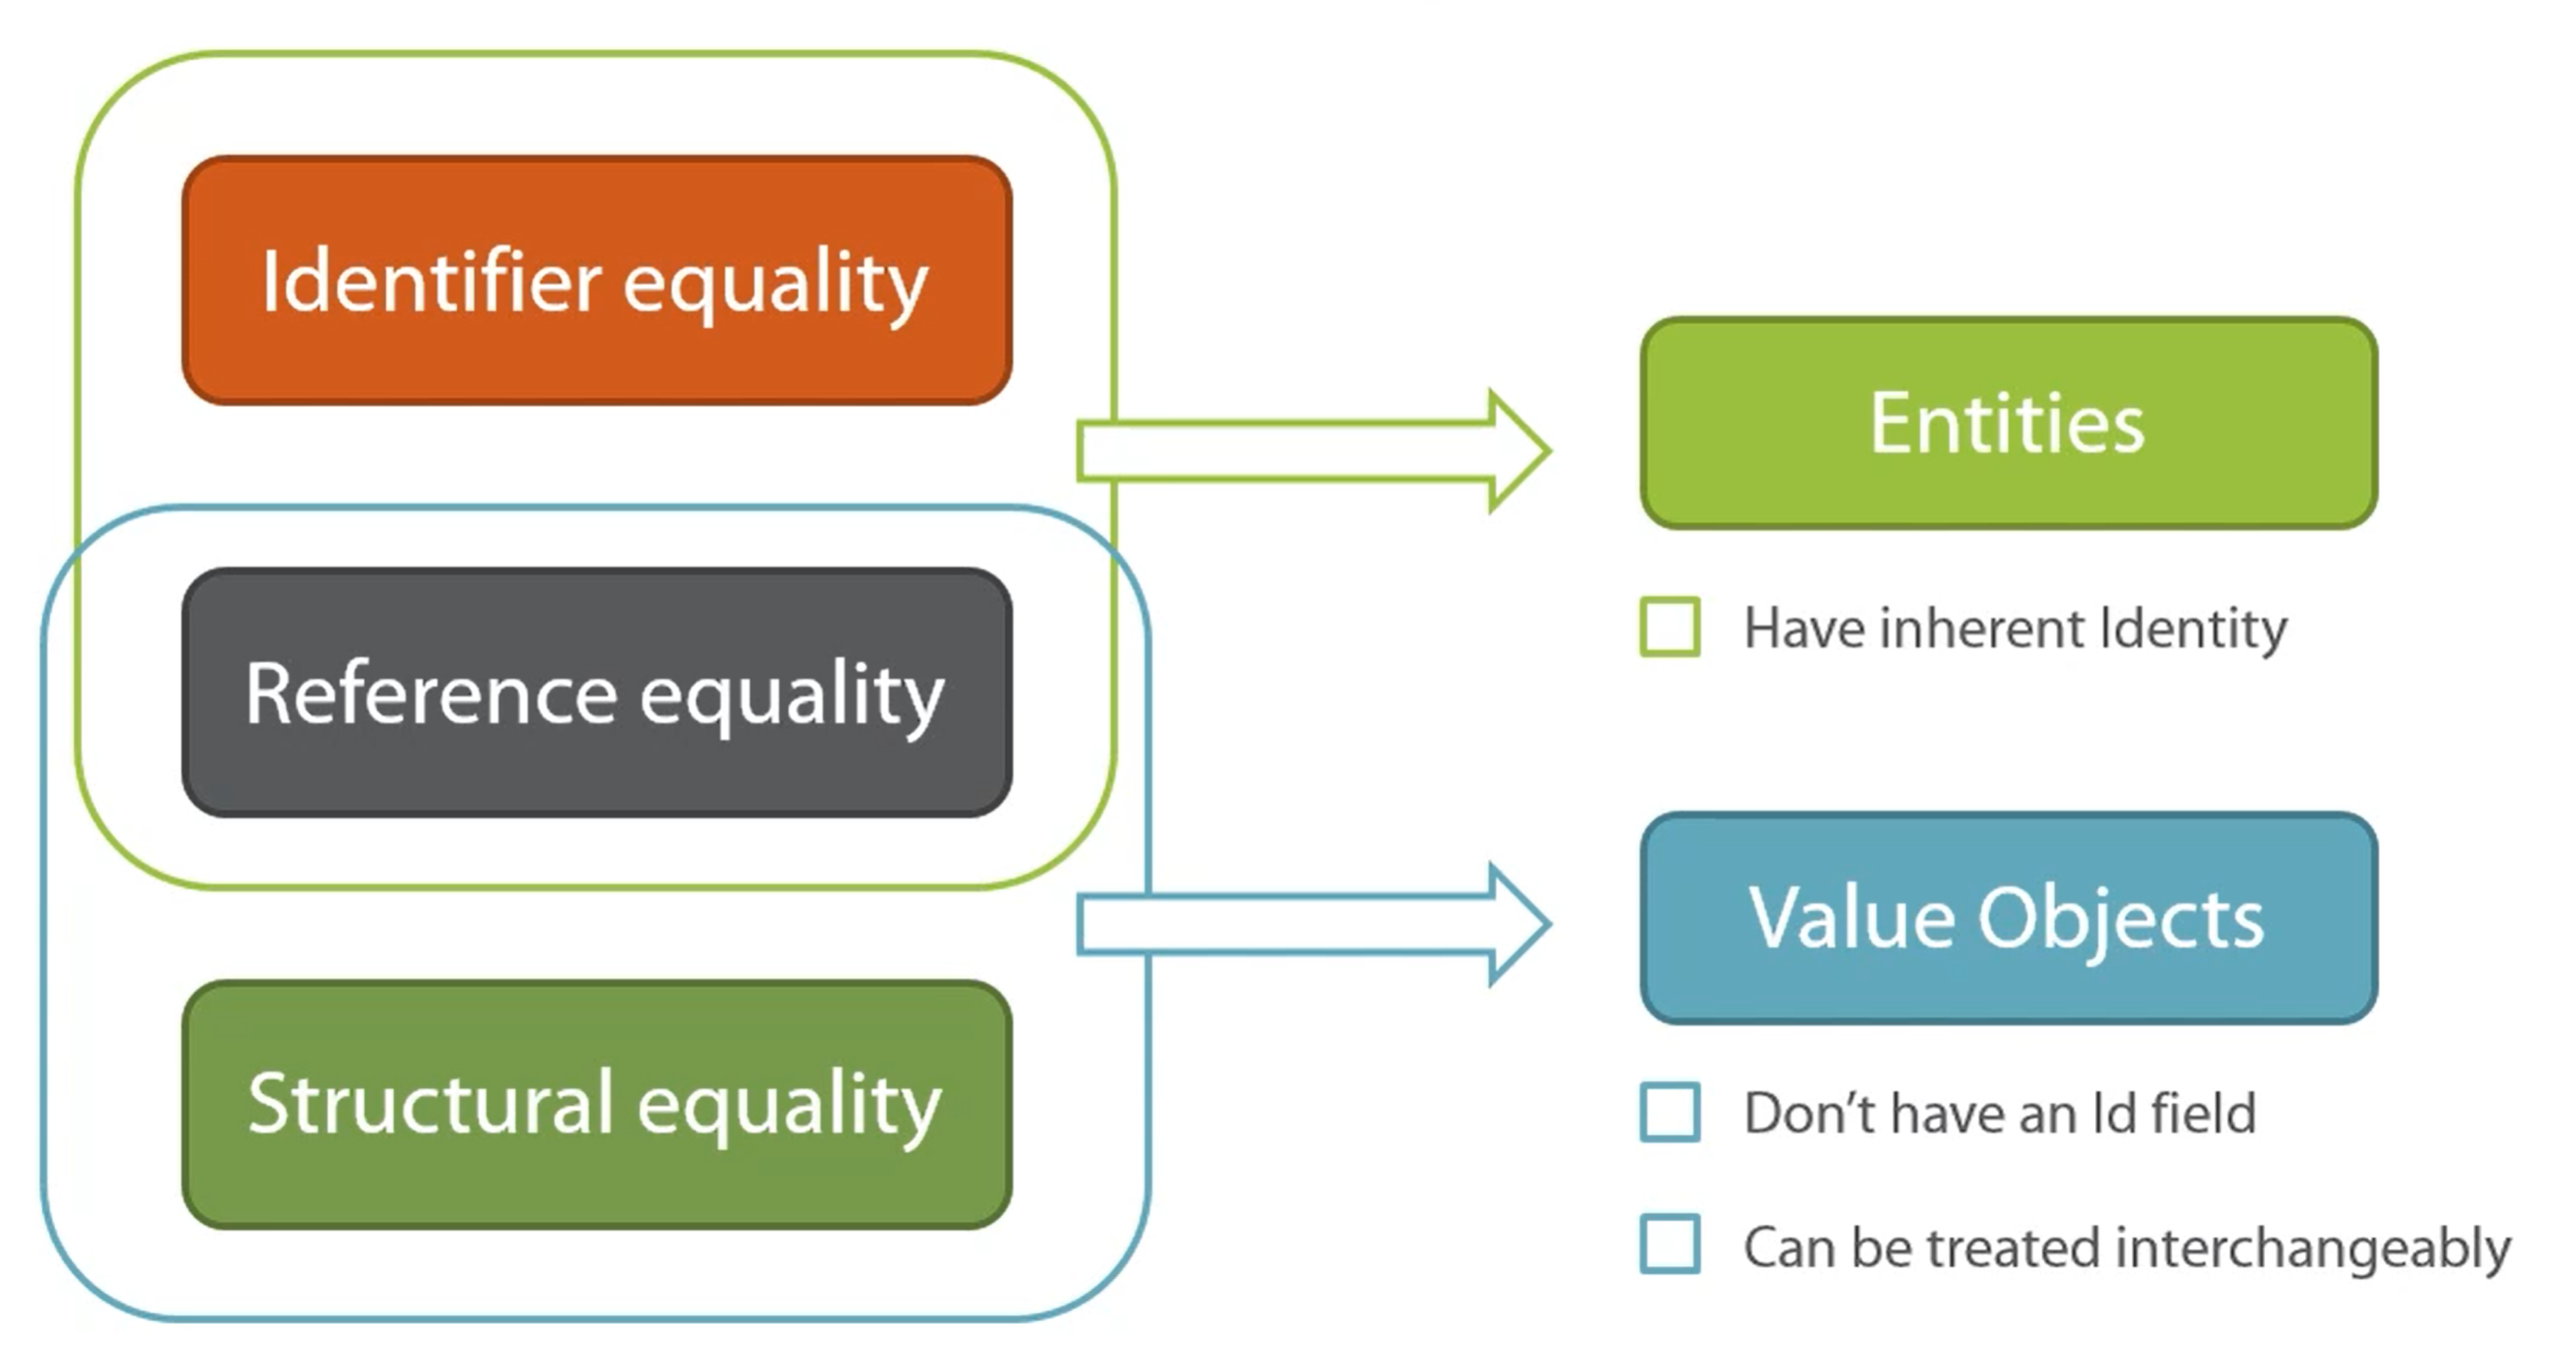 Identifier equality
Reference equality
Structural equality
Entities
Have inherent Identity
Value Objects
Don’t have an Id field
Can be treated interchangeably